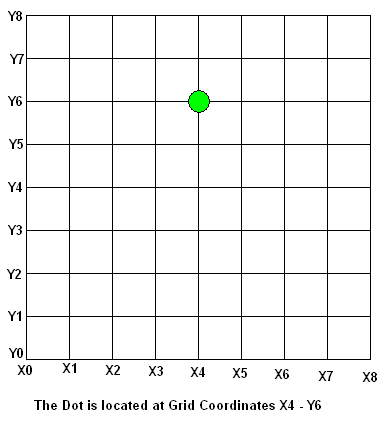 Y8
Y7
Y6
Y5
Y4
Y3
Y2
Y1
Y0
X0 X1 X2 X3 X4 X5 X6 X7 X8
The Dot is located at Grid Coordinates X4 - Y6